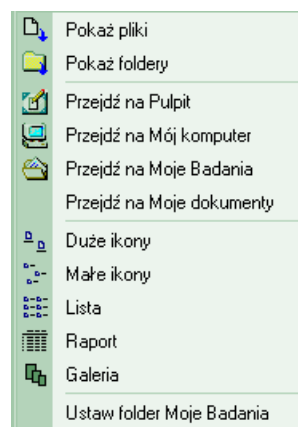 Pokaż pliki
Pokaż foldery
Przejdź na Pulpit
Przejdź na Mój komputer
Przejdź na Moje Badania
Przejdź na Moje dokumenty
Duże ikony
Małe ikony
Lista
Raport
Galeria
Ustaw folder Moje Badania